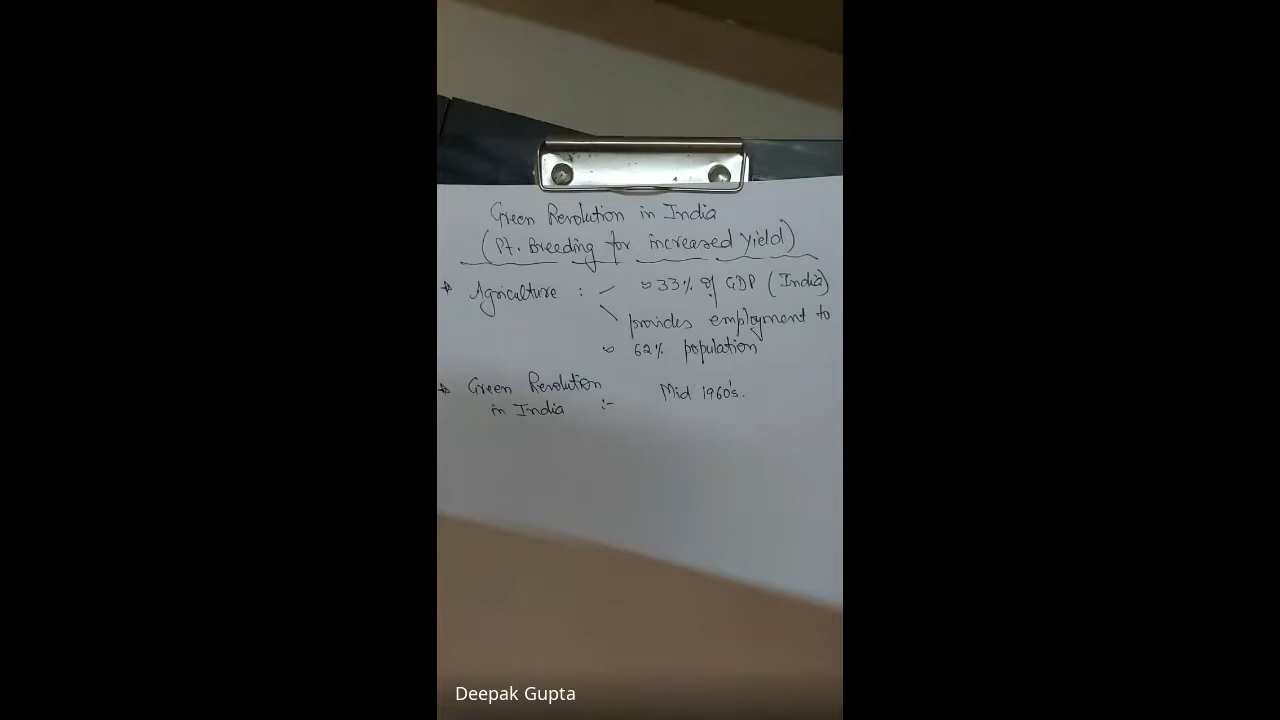 Green Revolution in India
(Pt. Breeding for increased yield)
* Agriculture : ~ 33% of GDP (India)
provides employment to
~ 62% population
* Green Revolution
in India :- Mid 1960's.
Deepak Gupta